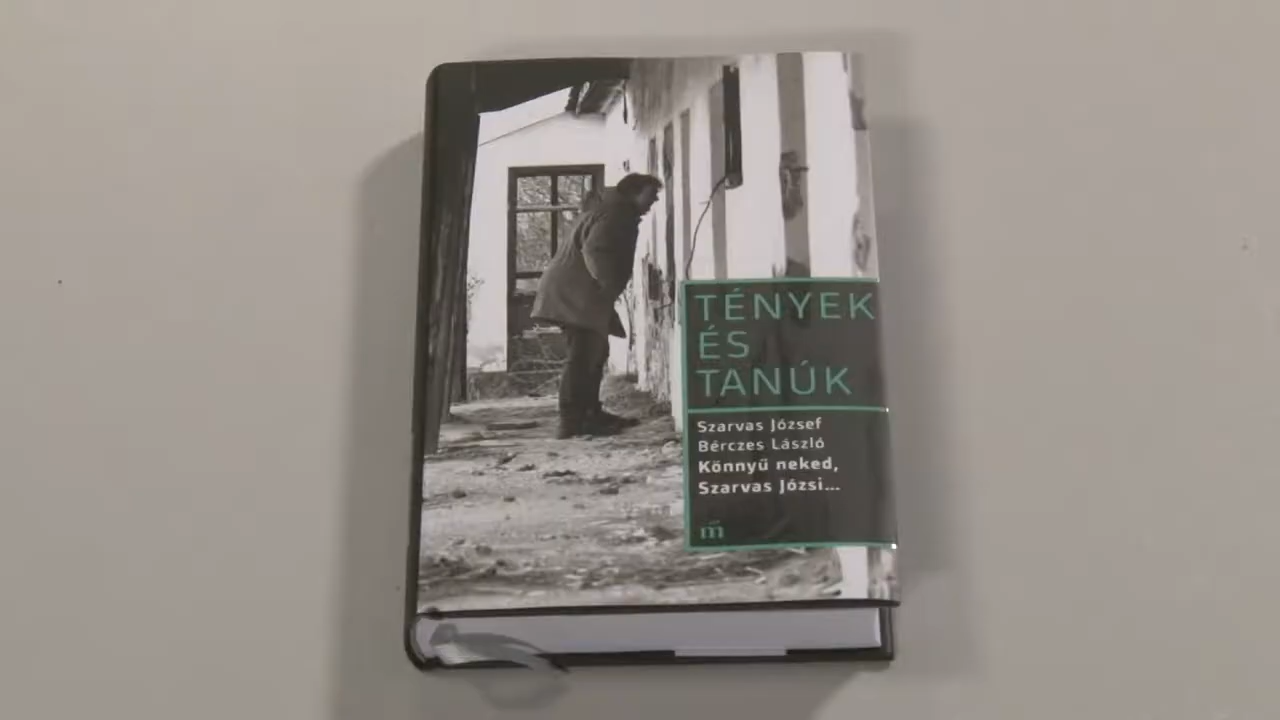 TÉNYEK
ÉS
TANÚK
Szarvas József
Bérczes László
Könnyű neked,
Szarvas Józsi...
m̋